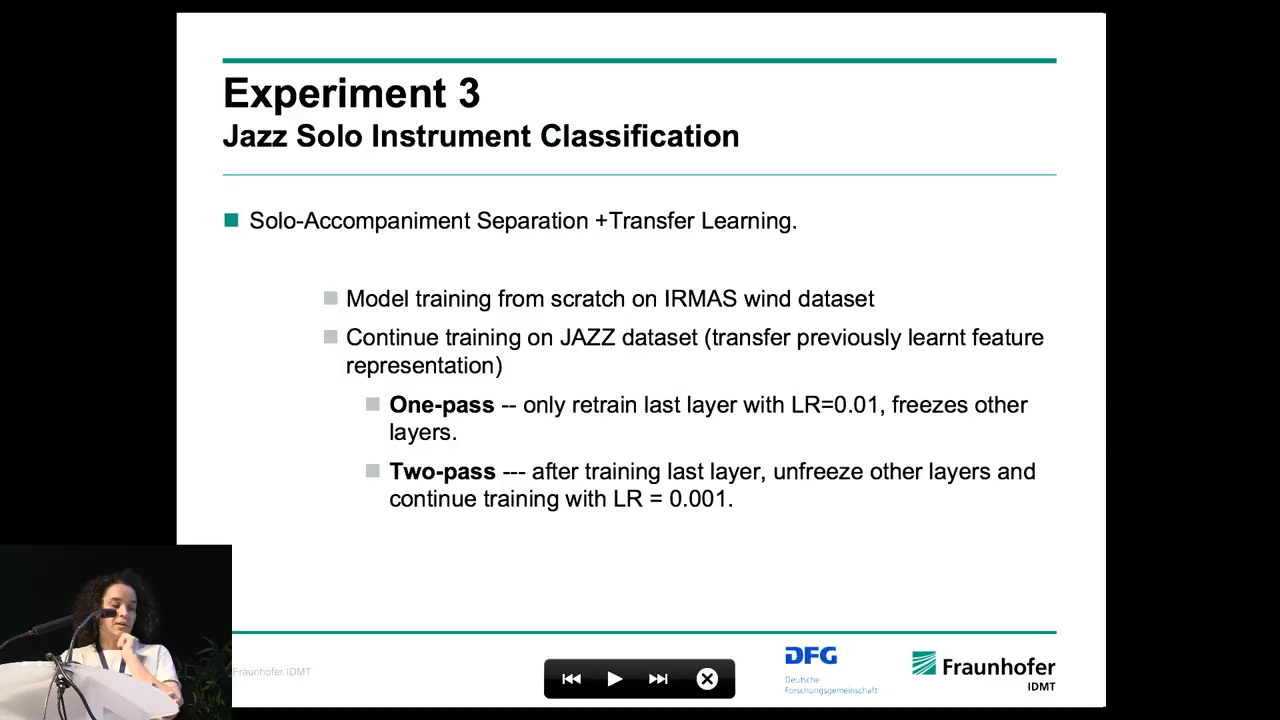 Experiment 3
Jazz Solo Instrument Classification
Solo-Accompaniment Separation +Transfer Learning.
Model training from scratch on IRMAS wind dataset
Continue training on JAZZ dataset (transfer previously learnt feature
representation)
One-pass -- only retrain last layer with LR=0.01, freezes other
layers.
Two-pass --- after training last layer, unfreeze other layers and
continue training with LR = 0.001.
Fraunhofer IDMT
DFG
Deutsche
Forschungsgemeinschaft
Fraunhofer
IDMT